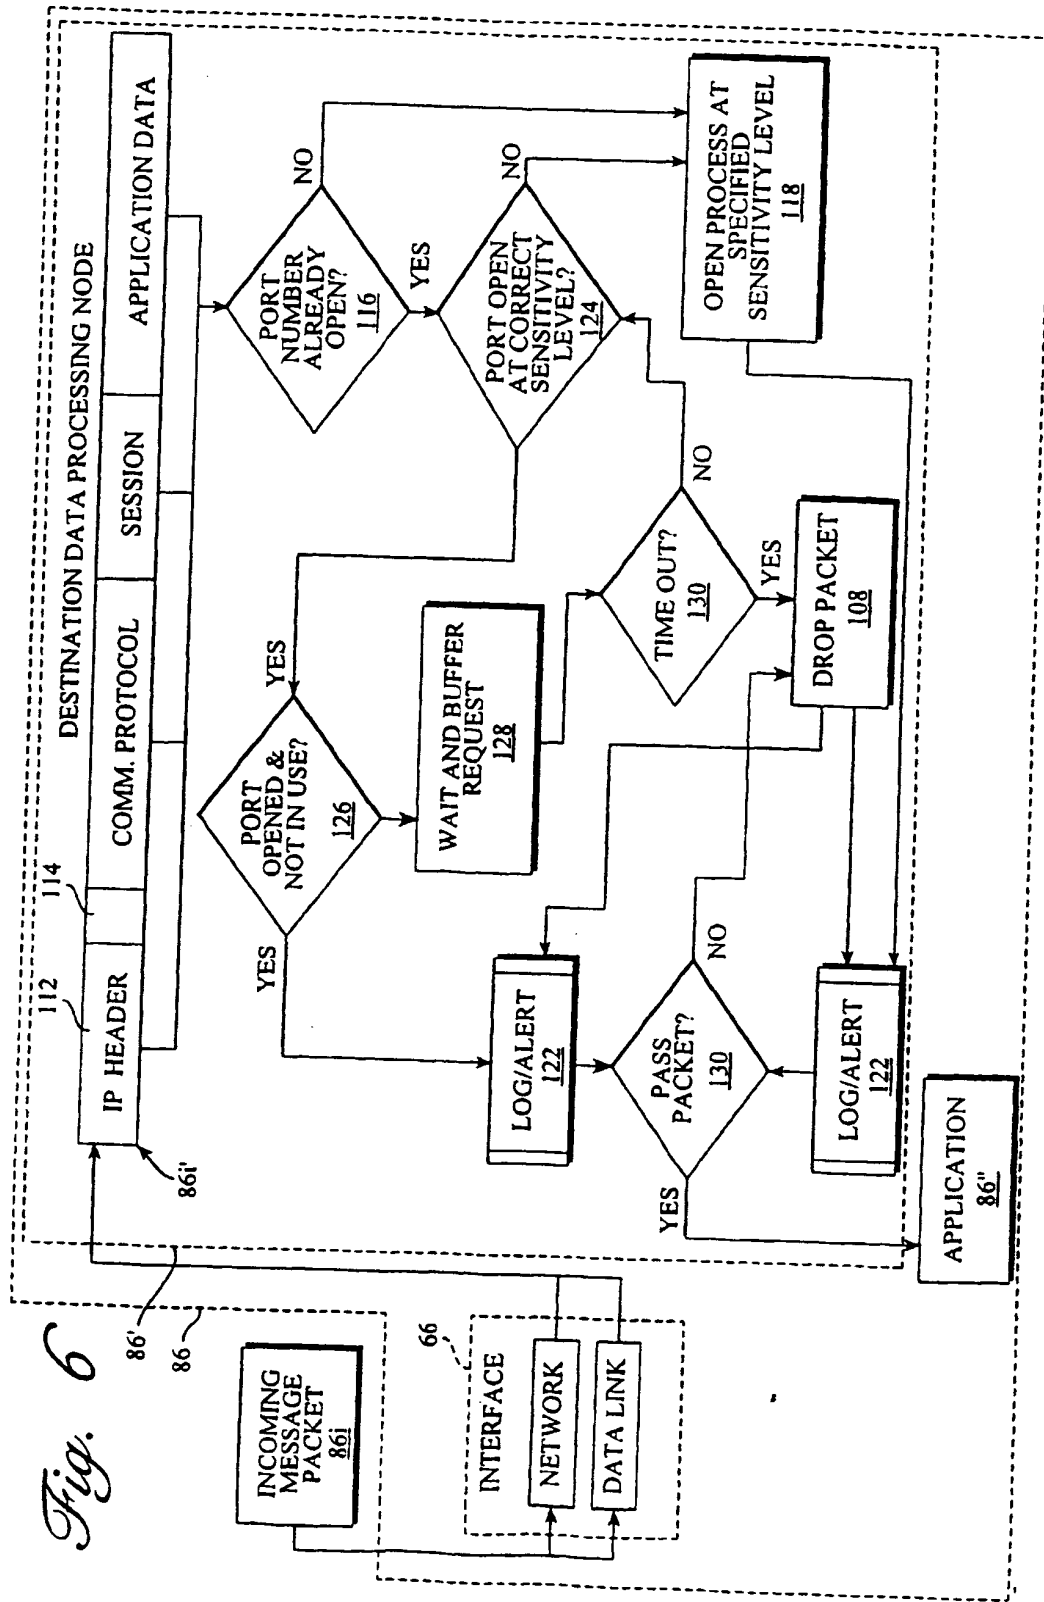 Fig. 6
DESTINATION DATA PROCESSING NODE
112
114
IP HEADER
COMM. PROTOCOL
SESSION
APPLICATION DATA
86i'
86'
86
INCOMING
MESSAGE
PACKET
86i
66
INTERFACE
NETWORK
DATA LINK
PORT
NUMBER
ALREADY
OPEN?
116
NO
YES
PORT OPEN
AT CORRECT
SENSITIVITY
LEVEL?
124
NO
YES
OPEN PROCESS AT
SPECIFIED
SENSITIVITY LEVEL
118
PORT
OPENED &
NOT IN USE?
126
YES
WAIT AND BUFFER
REQUEST
128
TIME OUT?
130
NO
YES
DROP PACKET
108
LOG/ALERT
122
PASS
PACKET?
130
NO
YES
LOG/ALERT
122
APPLICATION
86"